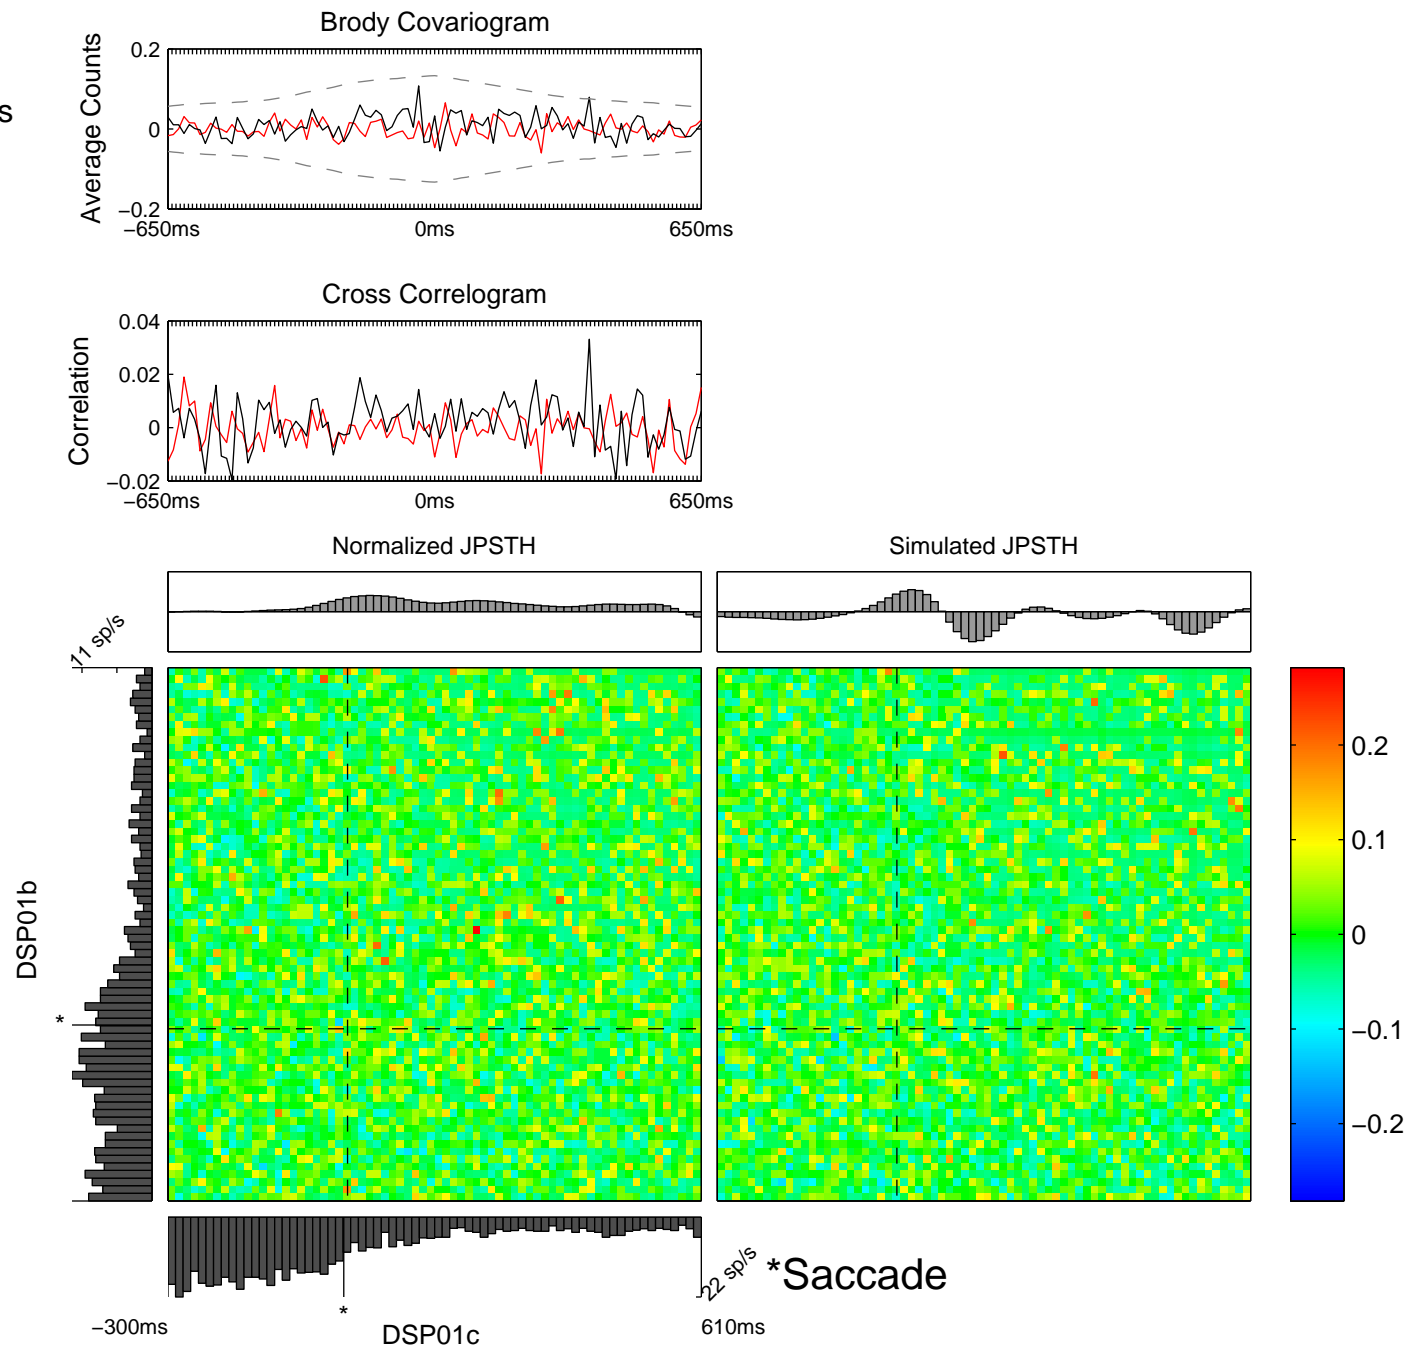 Brody Covariogram
Average Counts
0.2
0
−0.2
−650ms
0ms
650ms
s
Cross Correlogram
Correlation
0.04
0.02
0
−0.02
−650ms
0ms
650ms
Normalized JPSTH
Simulated JPSTH
11 sp/s
DSP01b
*
0.2
0.1
0
−0.1
−0.2
22 sp/s
*Saccade
*
−300ms
DSP01c
610ms